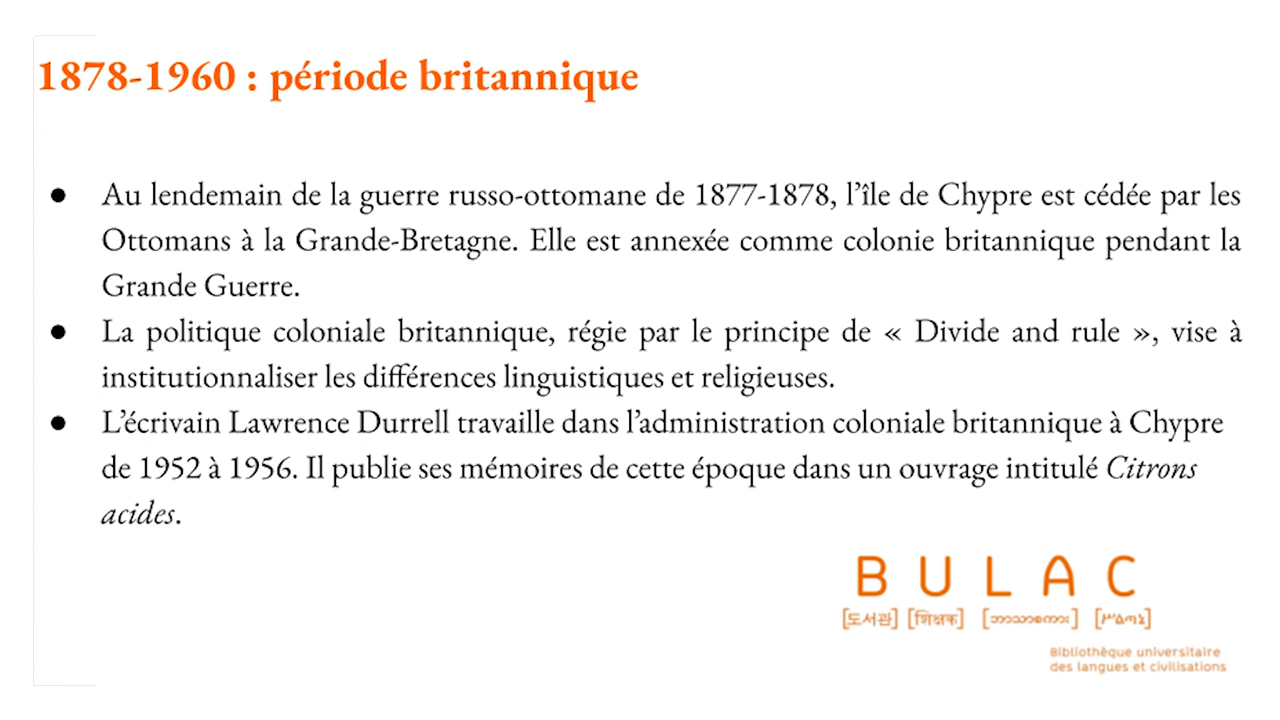 1878-1960 : période britannique
● Au lendemain de la guerre russo-ottomane de 1877-1878, l’île de Chypre est cédée par les
Ottomans à la Grande-Bretagne. Elle est annexée comme colonie britannique pendant la
Grande Guerre.
● La politique coloniale britannique, régie par le principe de « Divide and rule », vise à
institutionnaliser les différences linguistiques et religieuses.
● L’écrivain Lawrence Durrell travaille dans l’administration coloniale britannique à Chypre
de 1952 à 1956. Il publie ses mémoires de cette époque dans un ouvrage intitulé Citrons
acides.
BULAC
[도서관] [शिक्षक]
Bibliothèque universitaire
des langues et civilisations